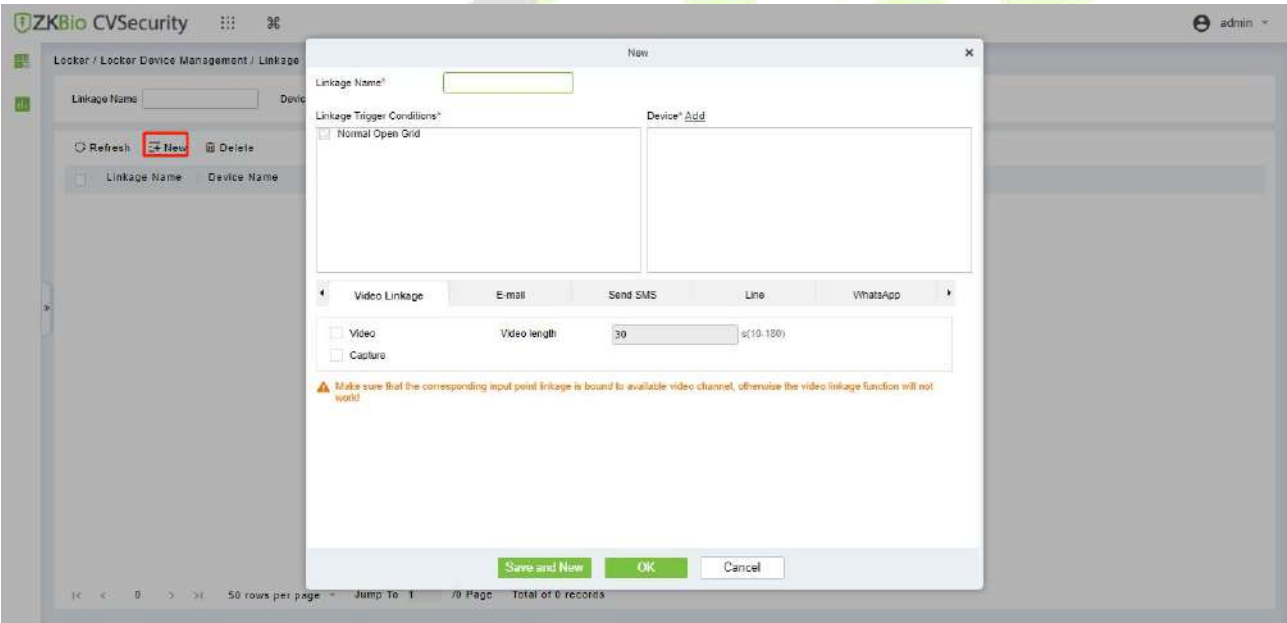 ZKBio CVSecurity
admin
Locker / Locker Device Management / Linkage
New
Linkage Name
Devic
Linkage Name*
Linkage Trigger Conditions*
Device* Add
Normal Open Grid
Refresh New Delete
Linkage Name Device Name
Video Linkage E-mail Send SMS Line WhatsApp
Video Video length 30 s(10-180)
Capture
Make sure that the corresponding input point linkage is bound to available video channel, otherwise the video linkage function will not
work!
Save and New OK Cancel
0 50 rows per page Jump To 1 /0 Page Total of 0 records